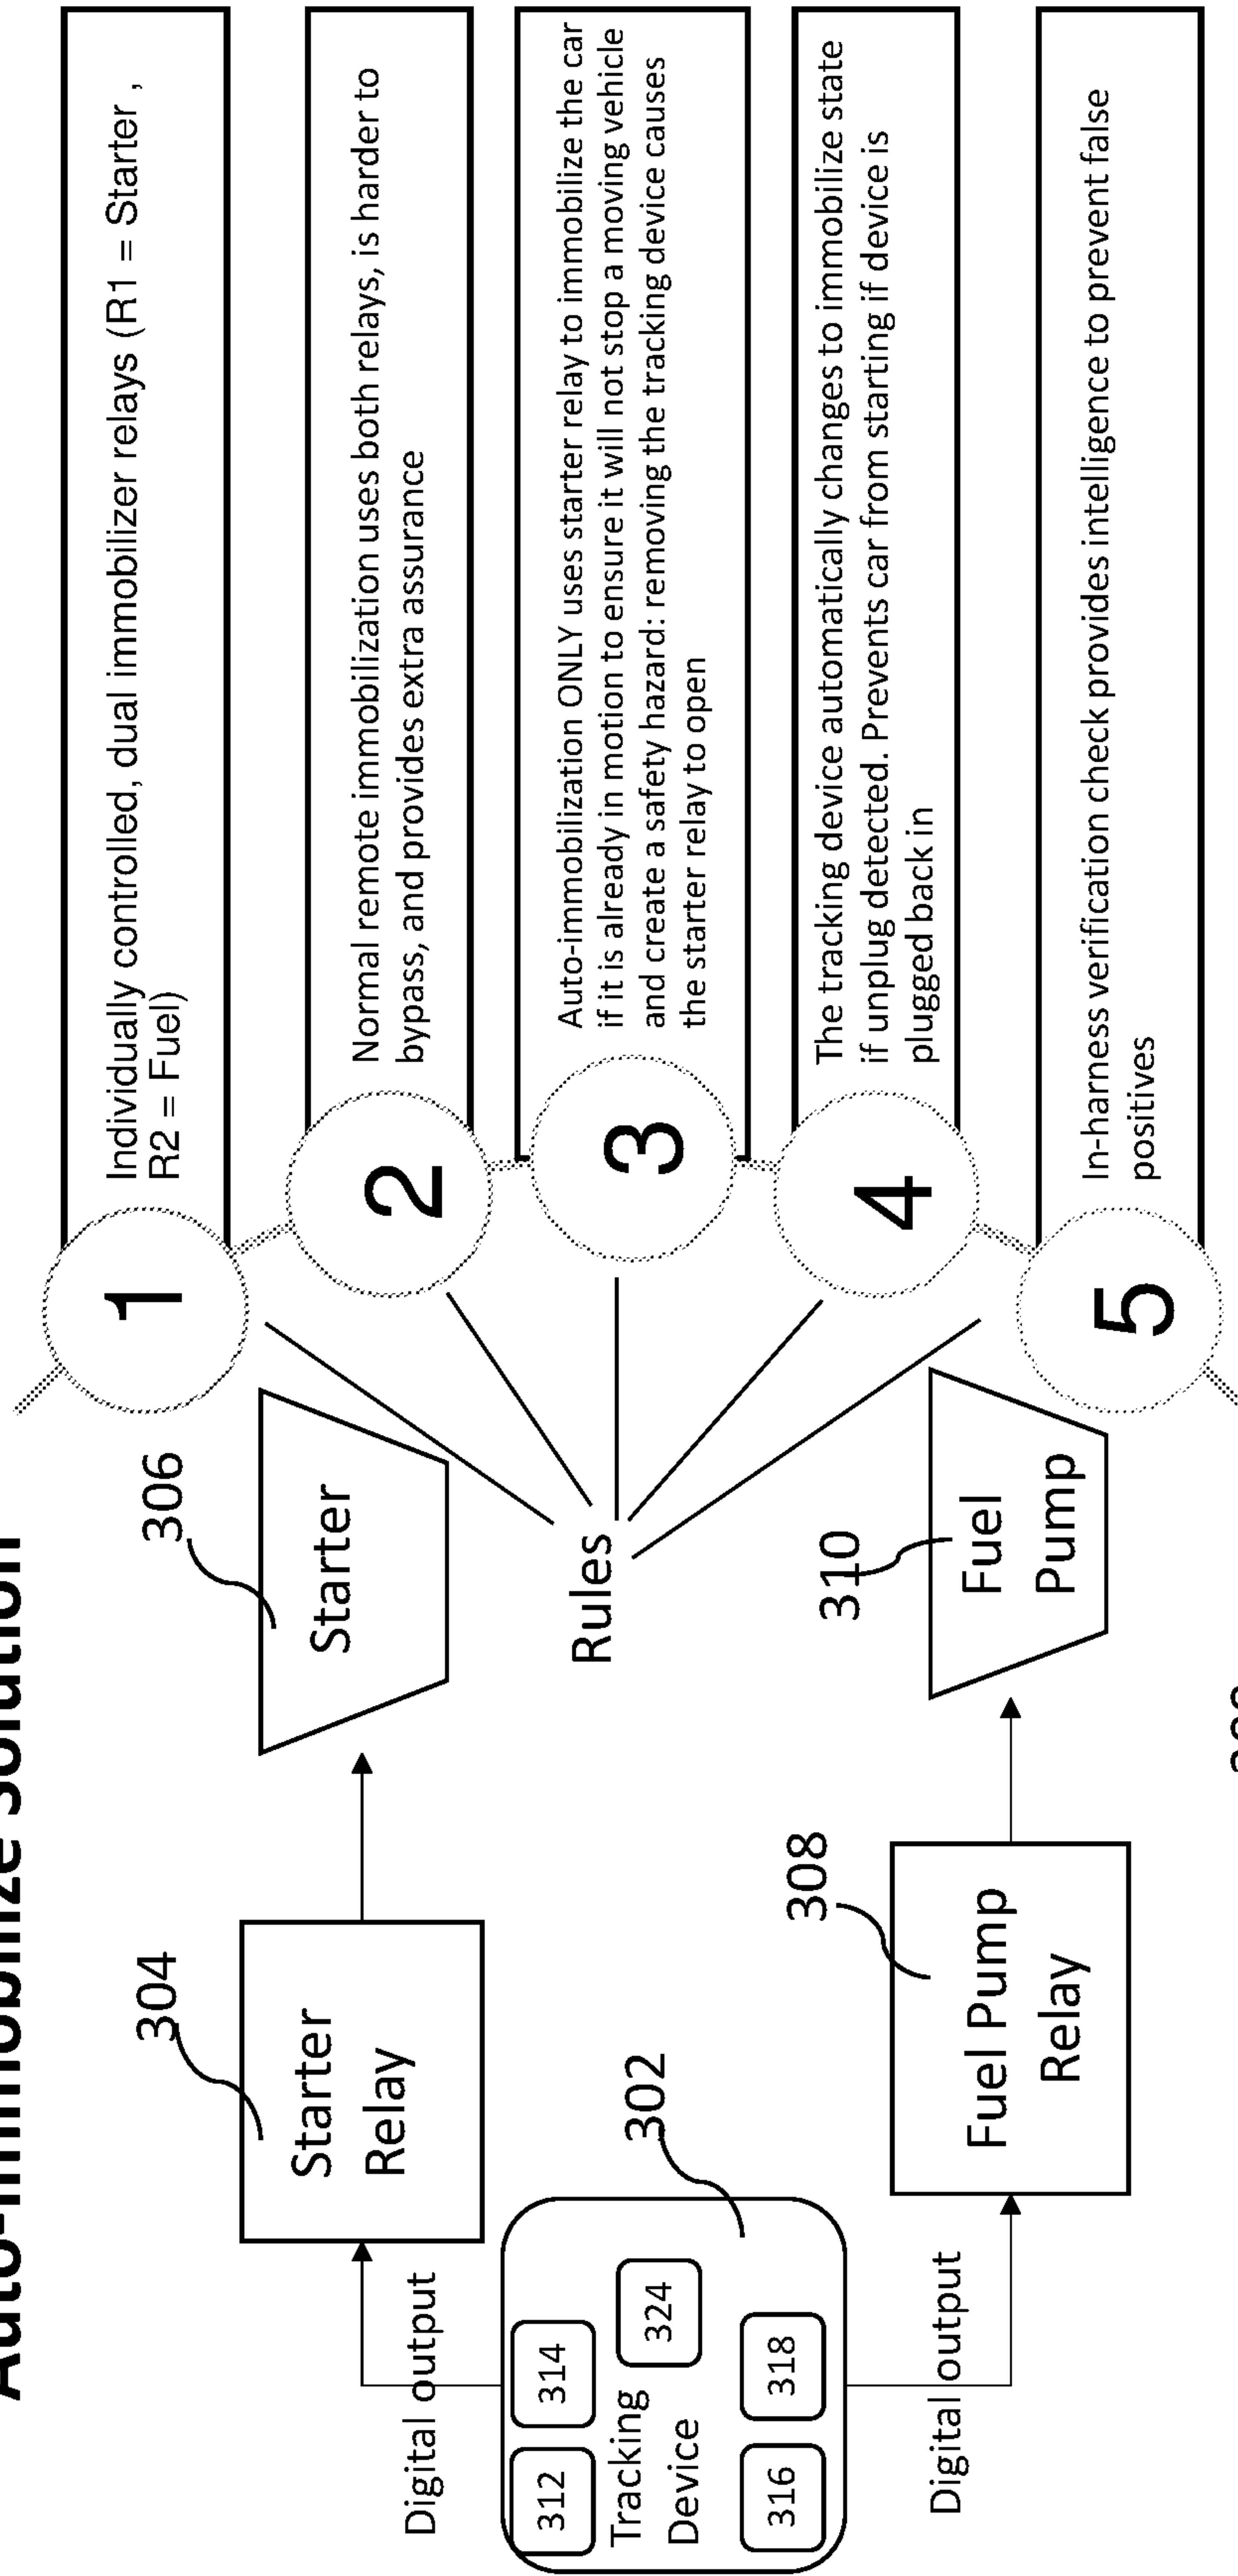 Auto-Immobilize Solution
304
306
Starter
Relay
Starter
Digital output
312
314
Tracking
Device
324
316
318
302
Digital output
308
Fuel Pump
Relay
310
Fuel
Pump
Rules
1
Individually controlled, dual immobilizer relays (R1 = Starter ,
R2 = Fuel)
2
Normal remote immobilization uses both relays, is harder to
bypass, and provides extra assurance
3
Auto-immobilization ONLY uses starter relay to immobilize the car
if it is already in motion to ensure it will not stop a moving vehicle
and create a safety hazard: removing the tracking device causes
the starter relay to open
4
The tracking device automatically changes to immobilize state
if unplug detected. Prevents car from starting if device is
plugged back in
5
In-harness verification check provides intelligence to prevent false
positives